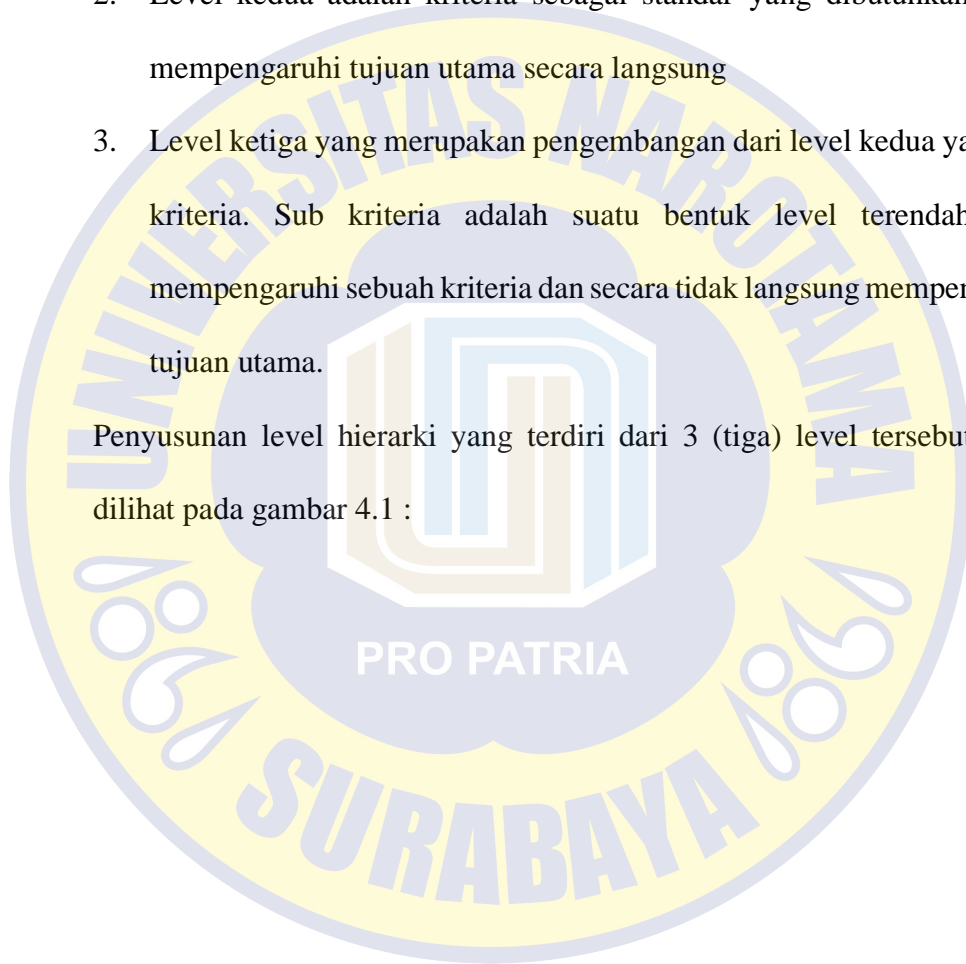 2. Level kedua adalah kriteria sebagai standar yang dibutuhkan
mempengaruhi tujuan utama secara langsung
3. Level ketiga yang merupakan pengembangan dari level kedua
kriteria. Sub kriteria adalah suatu bentuk level terendah
mempengaruhi sebuah kriteria dan secara tidak langsung
tujuan utama.
Penyusunan level hierarki yang terdiri dari 3 (tiga) level tersebut
dilihat pada gambar 4.1 :
UNIVERSITAS NAROTAMA
PRO PATRIA
SURABAYA